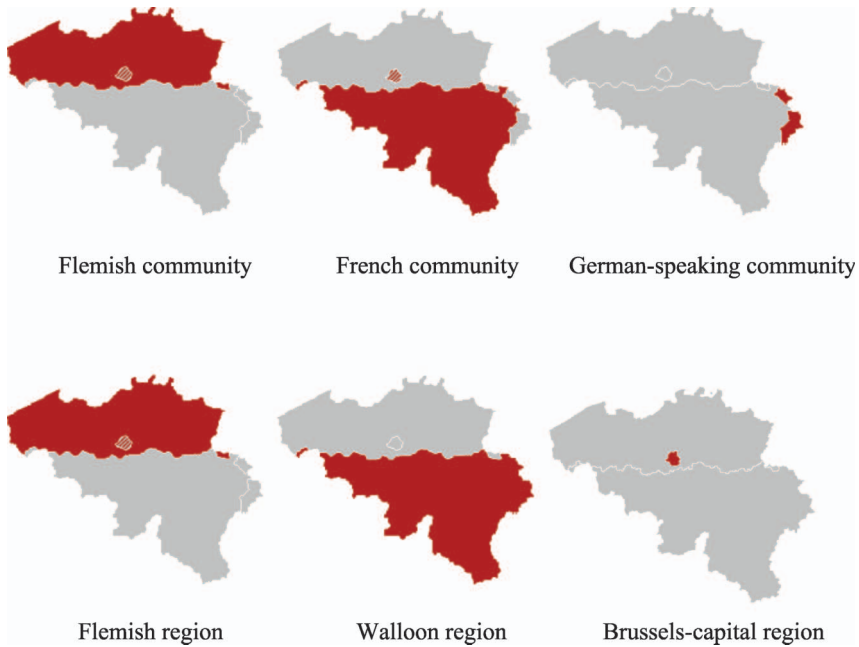 Flemish community
French community
German-speaking community
Flemish region
Walloon region
Brussels-capital region